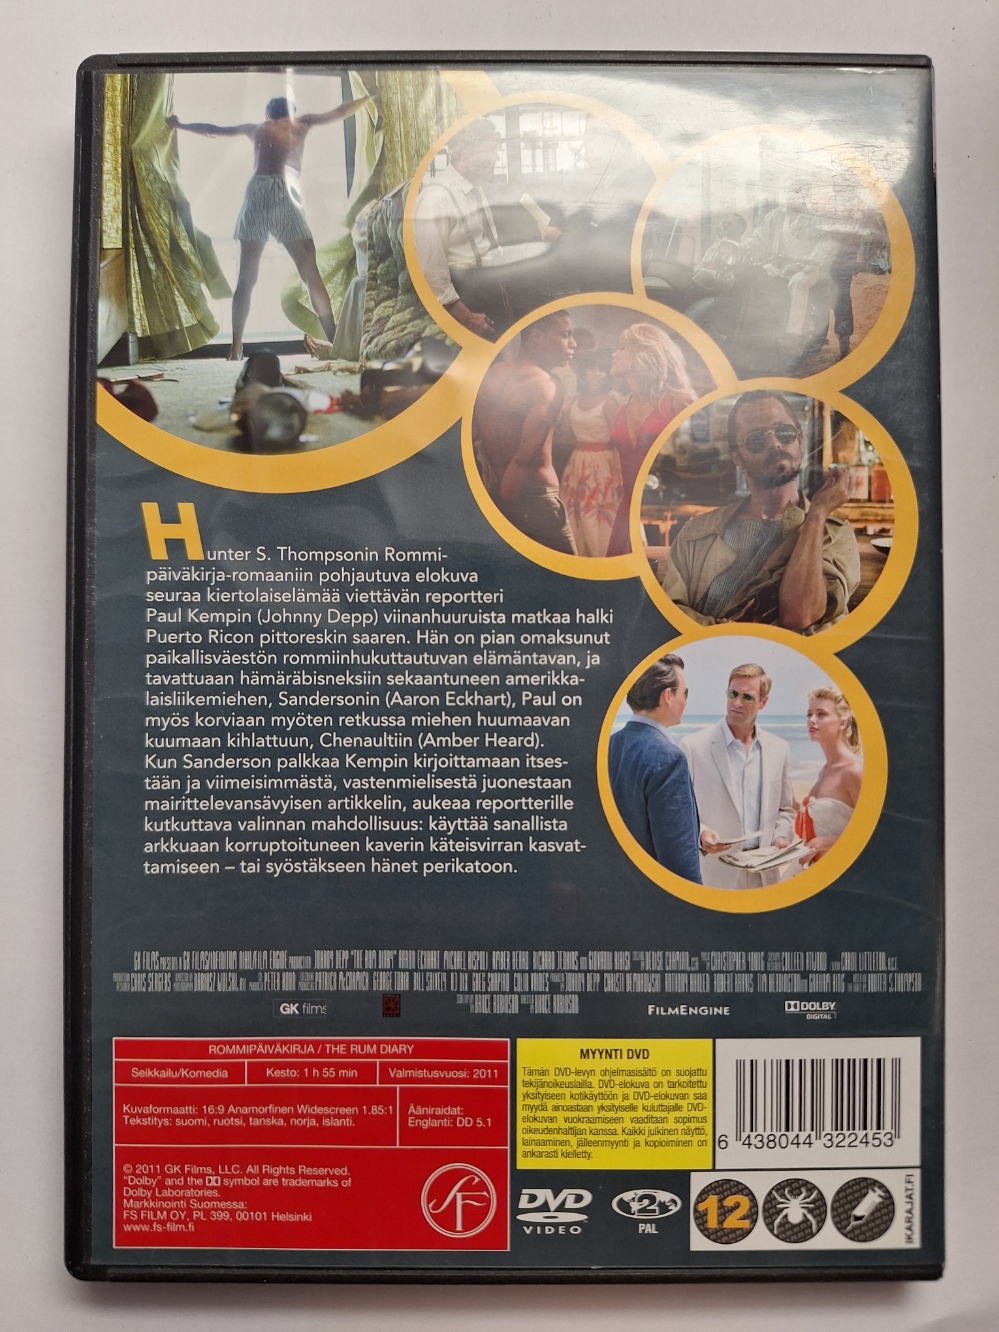 Hunter S. Thompsonin Rommi-
päiväkirja-romaaniin pohjautuva elokuva
seuraa kiertolaiselämää viettävän reportteri
Paul Kempin (Johnny Depp) viinanhuuruista matkaa halki
Puerto Ricon pittoreskin saaren. Hän on pian omaksunut
paikallisväestön rommiinhukuttautuvan elämäntavan, ja
tavattuaan hämäräbisneksiin sekaantuneen amerikka-
laisliikemiehen, Sandersonin (Aaron Eckhart), Paul on
myös korviaan myöten retkussa miehen huumaavan
kuumaan kihlattuun, Chenaultiin (Amber Heard).
Kun Sanderson palkkaa Kempin kirjoittamaan itses-
tään ja viimeisimmästä, vastenmielisestä juonestaan
mairittelevansävyisen artikkelin, aukeaa reportterille
kutkuttava valinnan mahdollisuus: käyttää sanallista
arkkuaan korruptoituneen kaverin käteisvirran kasvat-
tamiseen – tai syöstäkseen hänet perikatoon.
GK films
FILMENGINE
DOLBY
DIGITAL
ROMMIPÄIVÄKIRJA / THE RUM DIARY
Seikkailu/Komedia
Kesto: 1 h 55 min
Valmistusvuosi: 2011
Kuvaformaatti: 16:9 Anamorfinen Widescreen 1.85:1
Tekstitys: suomi, ruotsi, tanska, norja, islanti.
Ääniraidat:
Englanti: DD 5.1
© 2011 GK Films, LLC. All Rights Reserved.
"Dolby" and the symbol are trademarks of
Dolby Laboratories.
Markkinointi Suomessa:
FS FILM OY, PL 399, 00101 Helsinki
www.fs-film.fi
SF
MYYNTI DVD
Tämän DVD-levyn ohjelmasisältö on suojattu
tekijänoikeuslailla. DVD-elokuva on tarkoitettu
yksityiseen kotikäyttöön ja DVD-elokuvan saa
myydä ainoastaan yksityiselle kuluttajalle DVD-
elokuvan vuokraamiseen vaaditaan sopimus
oikeudenhaltijan kanssa. Kaikki julkinen näyttö,
lainaaminen, jälleenmyynti ja kopioiminen on
ankarasti kielletty.
6 438044 322453
DVD
VIDEO
2
PAL
12
IKARAJAT.FI